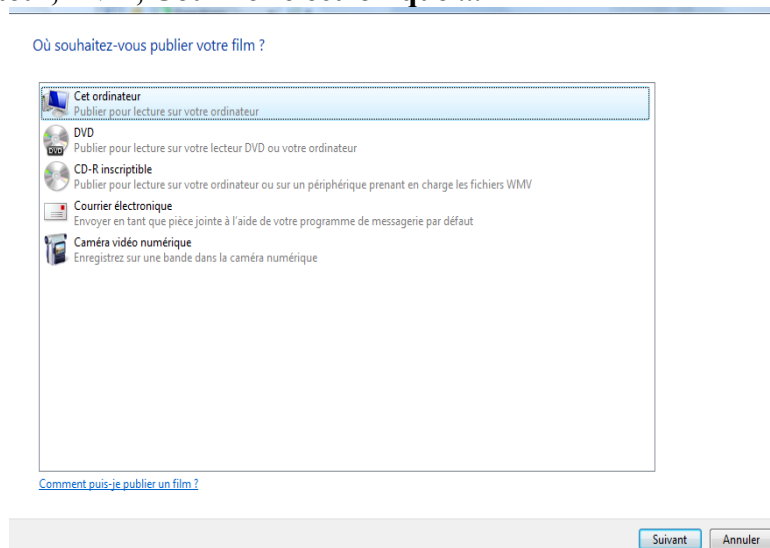 Où souhaitez-vous publier votre film ?
Cet ordinateur
Publier pour lecture sur votre ordinateur
DVD
DVD
Publier pour lecture sur votre lecteur DVD ou votre ordinateur
CD-R inscriptible
Publier pour lecture sur votre ordinateur ou sur un périphérique prenant en charge les fichiers WMV
Courrier électronique
Envoyer en tant que pièce jointe à l'aide de votre programme de messagerie par défaut
Caméra vidéo numérique
Enregistrez sur une bande dans la caméra numérique
Comment puis-je publier un film ?
Suivant Annuler